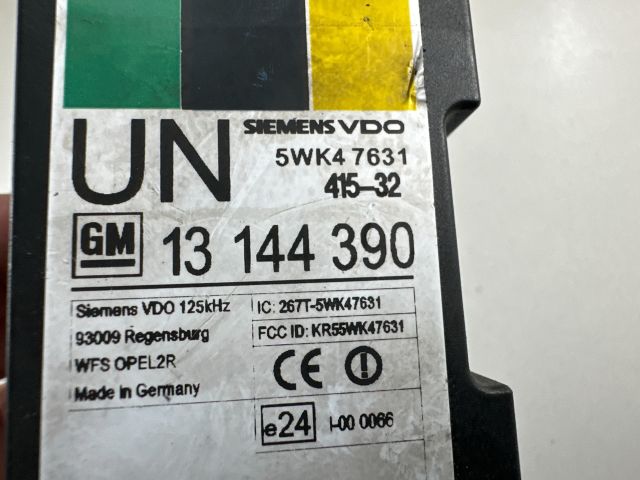 UN
SIEMENS VDO
5WK4 7631
415-32
GM 13 144 390
Siemens VDO 125kHz
93009 Regensburg
WFS OPEL2R
Made in Germany
IC: 267T-5WK47631
FCC ID: KR55WK47631
CE
e24 I-00 0066